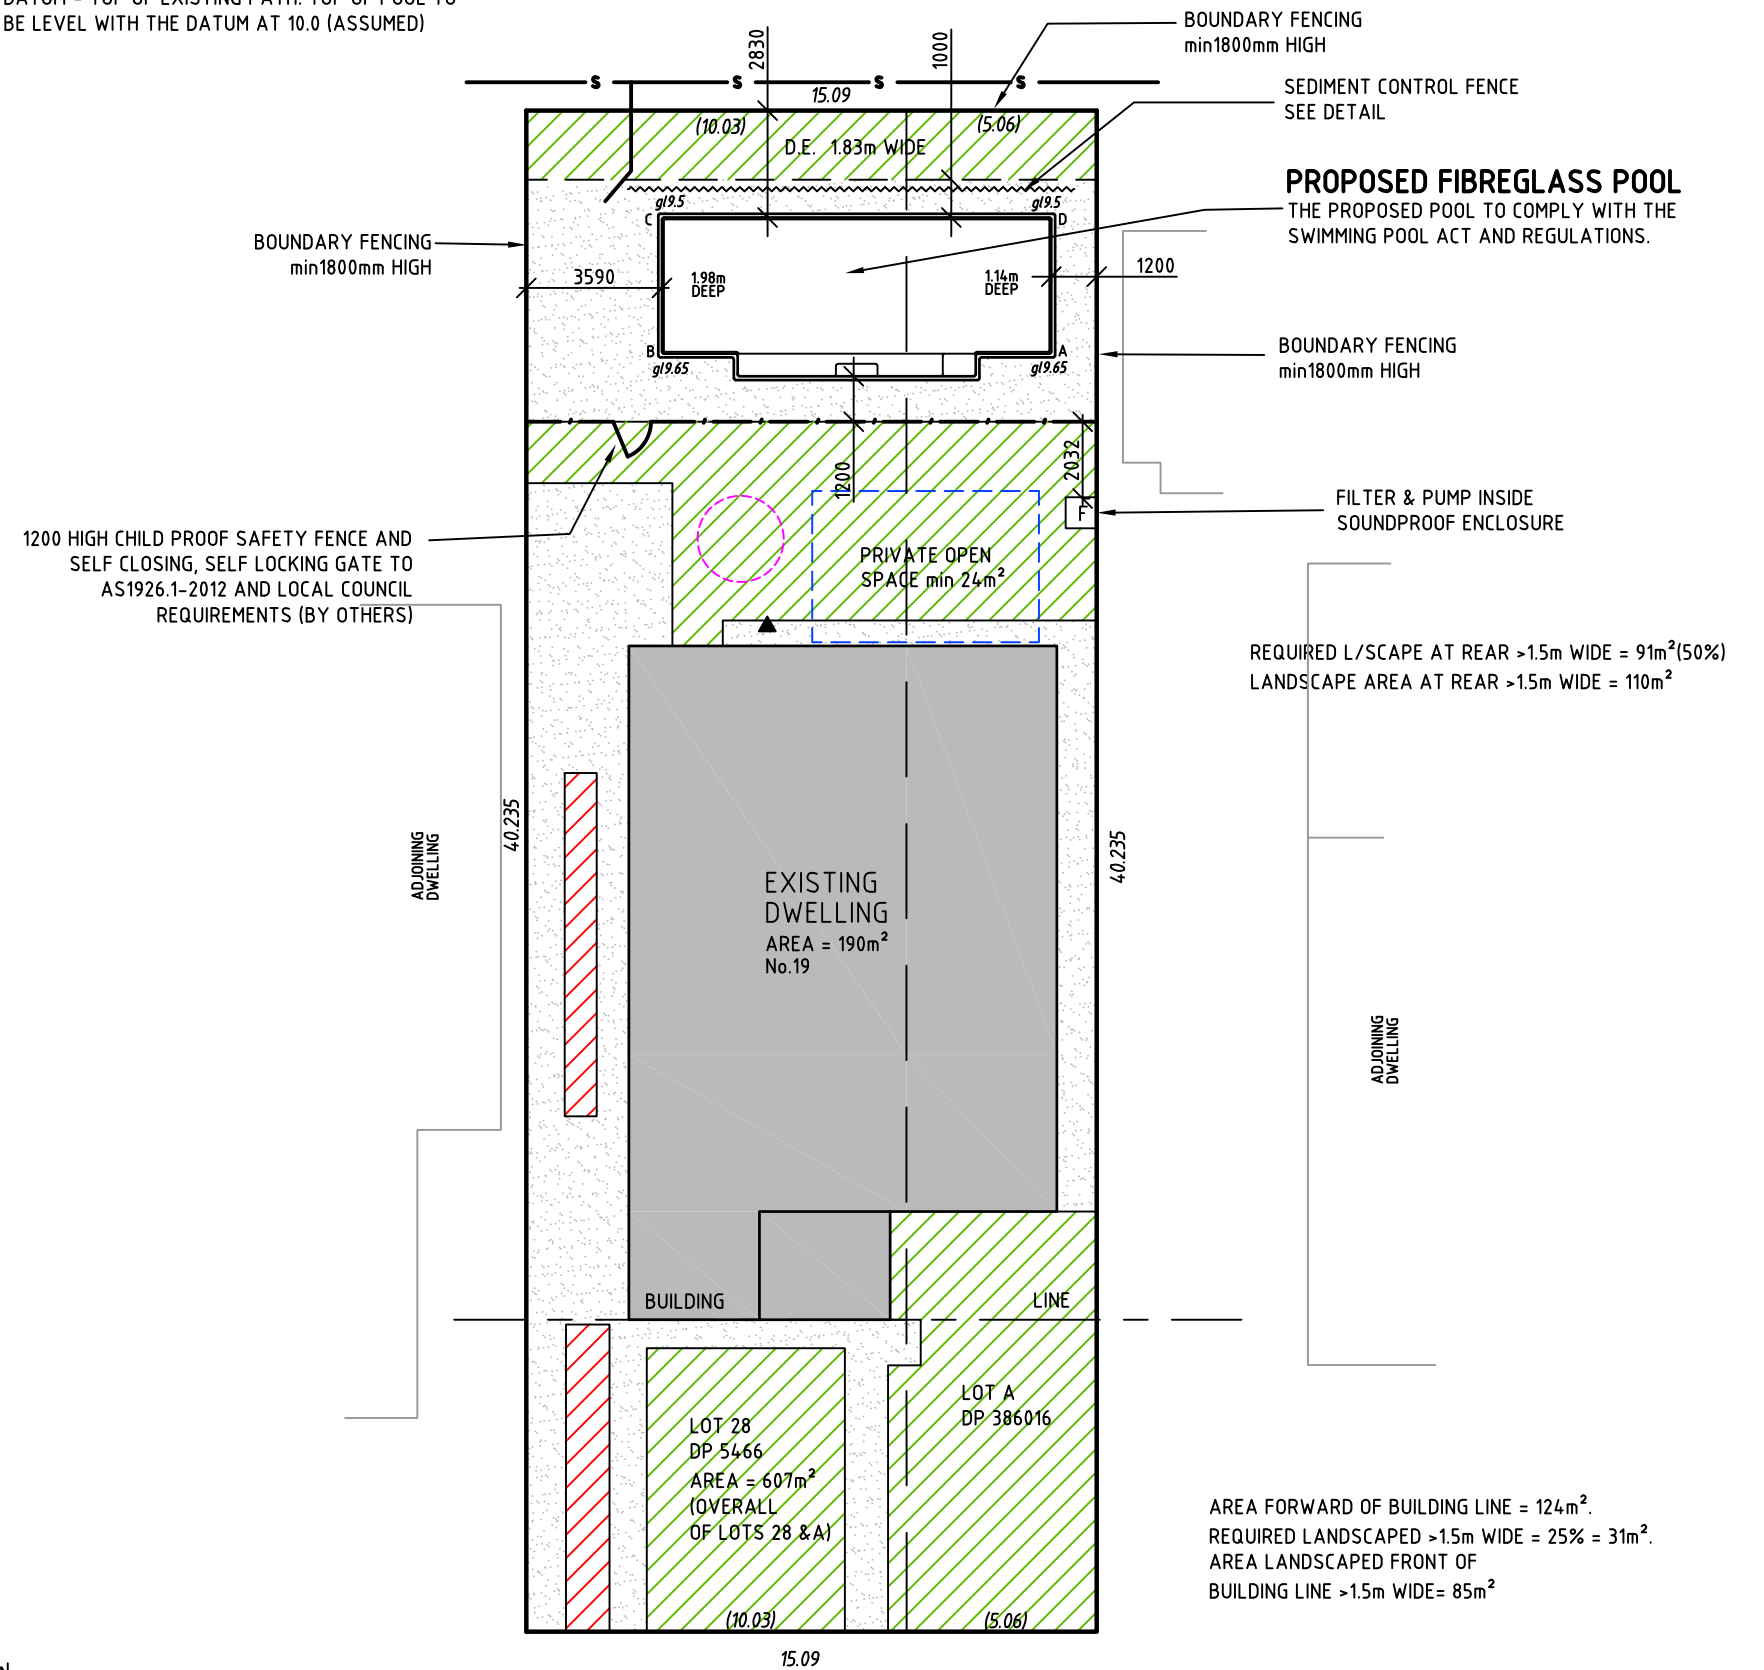 BE LEVEL WITH THE DATUM AT 10.0 (ASSUMED)
BOUNDARY FENCING
min1800mm HIGH
2830
1000
S S S S
15.09
SEDIMENT CONTROL FENCE
SEE DETAIL
(10.03)
(5.06)
D.E. 1.83m WIDE
PROPOSED FIBREGLASS POOL
THE PROPOSED POOL TO COMPLY WITH THE
SWIMMING POOL ACT AND REGULATIONS.
gl9.5
gl9.5
C
D
BOUNDARY FENCING
min1800mm HIGH
3590
1.98m
DEEP
1.14m
DEEP
1200
B
A
gl9.65
gl9.65
BOUNDARY FENCING
min1800mm HIGH
1200
2032
F
FILTER & PUMP INSIDE
SOUNDPROOF ENCLOSURE
1200 HIGH CHILD PROOF SAFETY FENCE AND
SELF CLOSING, SELF LOCKING GATE TO
AS1926.1-2012 AND LOCAL COUNCIL
REQUIREMENTS (BY OTHERS)
PRIVATE OPEN
SPACE min 24m²
REQUIRED L/SCAPE AT REAR >1.5m WIDE = 91m²(50%)
LANDSCAPE AREA AT REAR >1.5m WIDE = 110m²
40.235
40.235
ADJOINING
DWELLING
EXISTING
DWELLING
AREA = 190m²
No.19
ADJOINING
DWELLING
BUILDING
LINE
LOT A
DP 386016
LOT 28
DP 5466
AREA = 607m²
(OVERALL
OF LOTS 28 &A)
AREA FORWARD OF BUILDING LINE = 124m².
REQUIRED LANDSCAPED >1.5m WIDE = 25% = 31m².
AREA LANDSCAPED FRONT OF
BUILDING LINE >1.5m WIDE= 85m²
(10.03)
(5.06)
15.09